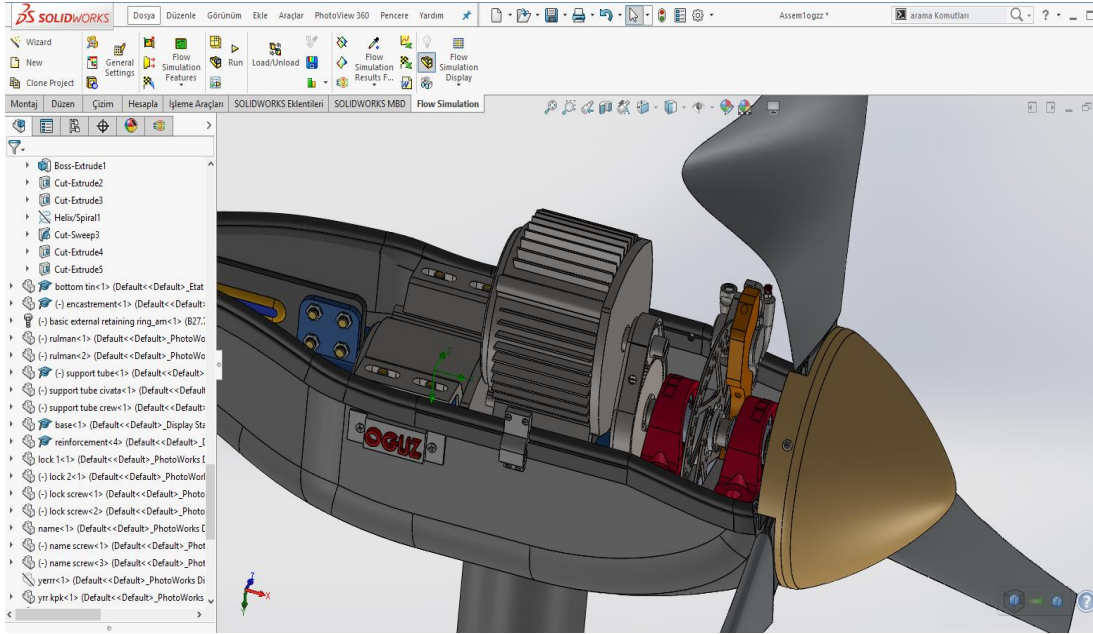 SOLIDWORKS Dosya Düzenle Görünüm Ekle Araçlar PhotoView 360 Pencere Yardım Assem1ogzz * arama Komutları
Wizard
New
Clone Project
General Settings
Flow Simulation Features
Run
Load/Unload
Flow Simulation Results F...
Flow Simulation Display
Montaj Düzen Çizim Hesapla İşleme Araçları SOLIDWORKS Eklentileri SOLIDWORKS MBD Flow Simulation
Boss-Extrude1
Cut-Extrude2
Cut-Extrude3
Helix/Spiral1
Cut-Sweep3
Cut-Extrude4
Cut-Extrude5
bottom tin<1> (Default<<Default>_Etat
(-) encastrement<1> (Default<<Default>
(-) basic external retaining ring_am<1> (B27.7
(-) rulman<1> (Default<<Default>_PhotoWo
(-) rulman<2> (Default<<Default>_PhotoWo
(-) support tube<1> (Default<<Default>
(-) support tube civata<1> (Default<<Default
(-) support tube crew<1> (Default<<Default>
base<1> (Default<<Default>_Display Sta
reinforcement<4> (Default<<Default>_D
lock 1<1> (Default<<Default>_PhotoWorks D
(-) lock 2<1> (Default<<Default>_PhotoWorl
(-) lock screw<1> (Default<<Default>_Photo
(-) lock screw<2> (Default<<Default>_Photo
name<1> (Default<<Default>_PhotoWorks D
(-) name screw<1> (Default<<Default>_Phot
(-) name screw<3> (Default<<Default>_Phot
yerrr<1> (Default<<Default>_PhotoWorks Di
yrr kpk<1> (Default<<Default>_PhotoWorks
OGUZ
Z
X
Y